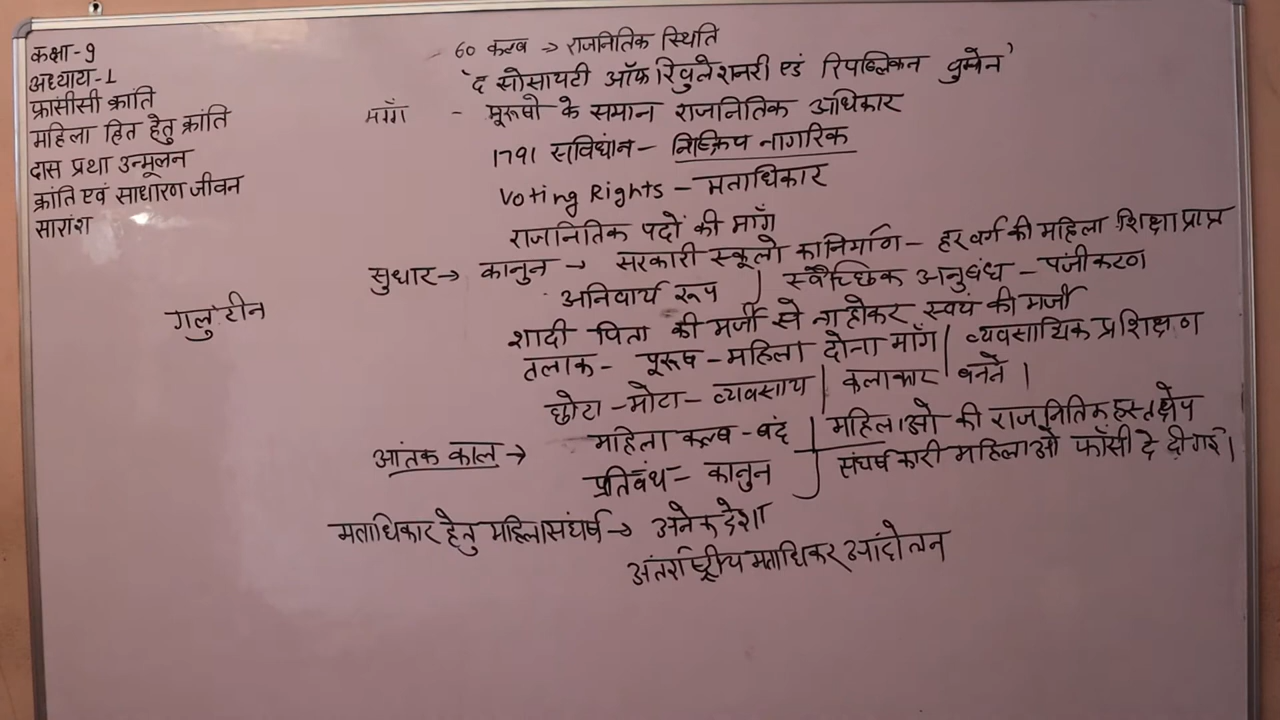 कक्षा-9
अध्याय-1
फ्रांसीसी क्रांति
महिला हित हेतु क्रांति
दास प्रथा उन्मूलन
क्रांति एवं साधारण जीवन
सारांश
गलुटीन
60 क्लब → राजनितिक स्थिति
'द सोसायटी ऑफ रिवुलेशनरी एडं रिपब्लिकन वुमेन'
माँग - पूरूषो के समान राजनितिक अधिकार
1791 सविंधान - निष्क्रिय नागरिक
Voting Rights - मताधिकार
राजनितिक पदों की माँग
सुधार → कानुन → सरकारी स्कूलो का निर्माण - हर वर्ग की महिला शिक्षा प्राप्त
अनिवार्य रूप / स्वैच्छिक अनुबंध - पंजीकरण
शादी पिता की मर्जी से ना होकर स्वयं की मर्जी
तलाक - पूरूष - महिला दोनो माँग / व्यवसायिक प्रशिक्षण
छोटा - मोटा - व्यवसाय / कलाकार बनते ।
आंतक काल → महिला क्ल्ब - बंद / महिलाओ की राजनितिक हस्तक्षेप
प्रतिबंध - कानुन / संघर्षकारी महिलाओ फाँसी दे दी गई ।
मताधिकार हेतु महिला संघर्ष → अनेक देशो
अंतर्राष्ट्रीय मताधिकर आंदोलन